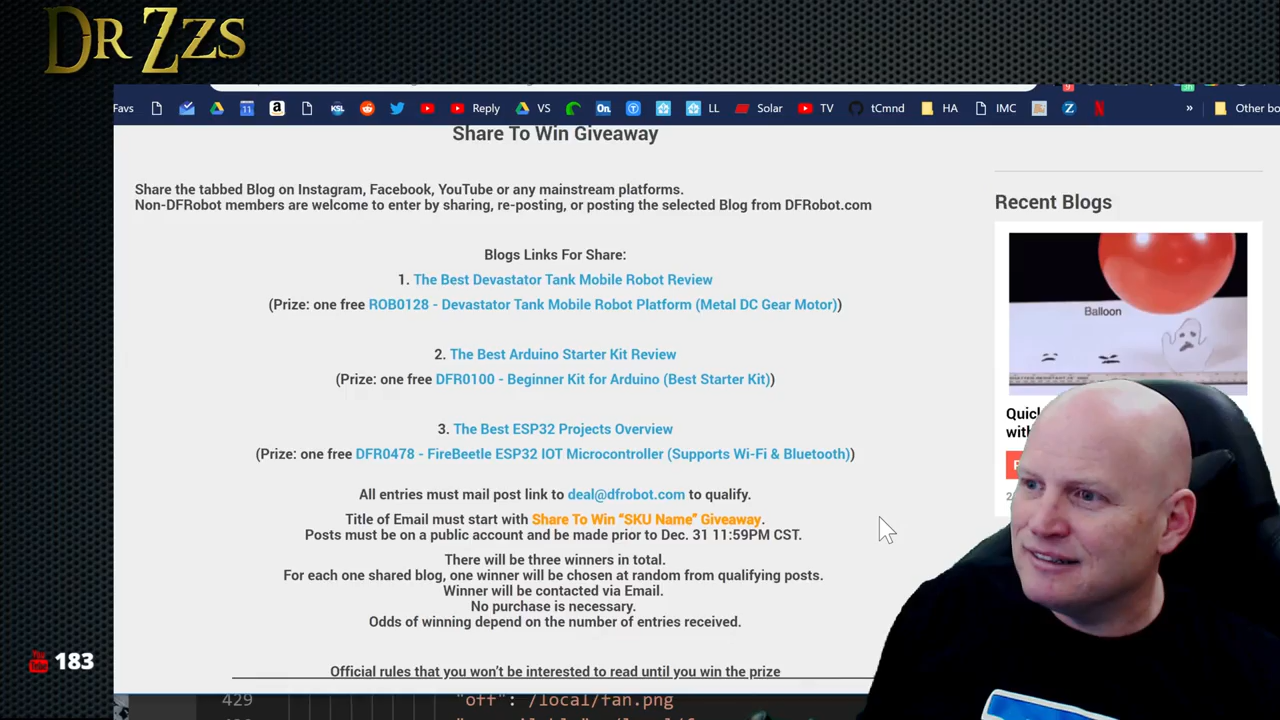 DR ZZS
Favs
Reply
VS
LL
Solar
TV
tCmnd
HA
IMC
»
Other bo
Share To Win Giveaway
Share the tabbed Blog on Instagram, Facebook, YouTube or any mainstream platforms.
Non-DFRobot members are welcome to enter by sharing, re-posting, or posting the selected Blog from DFRobot.com
Blogs Links For Share:
1. The Best Devastator Tank Mobile Robot Review
(Prize: one free ROB0128 - Devastator Tank Mobile Robot Platform (Metal DC Gear Motor))
2. The Best Arduino Starter Kit Review
(Prize: one free DFR0100 - Beginner Kit for Arduino (Best Starter Kit))
3. The Best ESP32 Projects Overview
(Prize: one free DFR0478 - FireBeetle ESP32 IOT Microcontroller (Supports Wi-Fi & Bluetooth))
All entries must mail post link to deal@dfrobot.com to qualify.
Title of Email must start with Share To Win “SKU Name” Giveaway.
Posts must be on a public account and be made prior to Dec. 31 11:59PM CST.
There will be three winners in total.
For each one shared blog, one winner will be chosen at random from qualifying posts.
Winner will be contacted via Email.
No purchase is necessary.
Odds of winning depend on the number of entries received.
Official rules that you won’t be interested to read until you win the prize
Recent Blogs
Balloon
Quic
with
183
429 "off": /local/fan.png